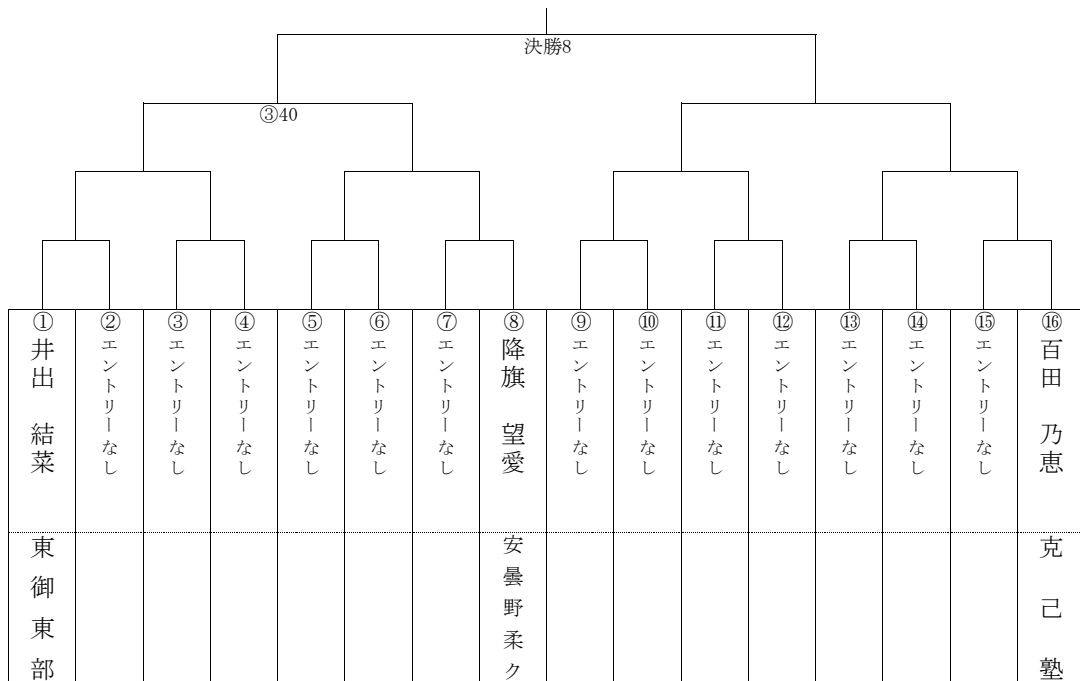 決勝8
③40
①
井出　結菜
東御東部
②
エントリーなし
③
エントリーなし
④
エントリーなし
⑤
エントリーなし
⑥
エントリーなし
⑦
エントリーなし
⑧
降旗　望愛
安曇野柔ク
⑨
エントリーなし
⑩
エントリーなし
⑪
エントリーなし
⑫
エントリーなし
⑬
エントリーなし
⑭
エントリーなし
⑮
エントリーなし
⑯
百田　乃恵
克己塾